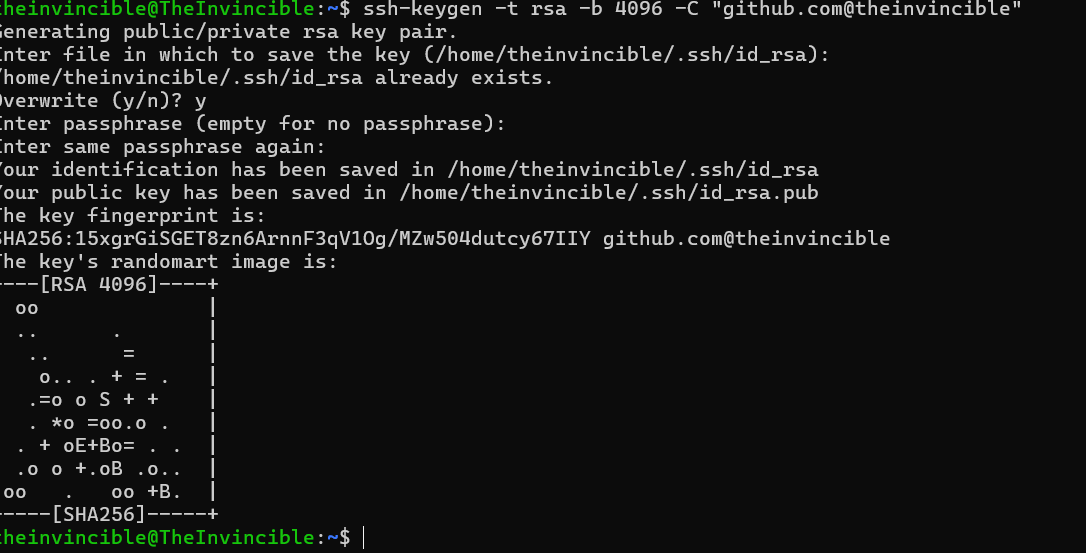 theinvincible@TheInvincible:~$ ssh-keygen -t rsa -b 4096 -C "github.com@theinvincible"
Generating public/private rsa key pair.
Enter file in which to save the key (/home/theinvincible/.ssh/id_rsa):
/home/theinvincible/.ssh/id_rsa already exists.
Overwrite (y/n)? y
Enter passphrase (empty for no passphrase):
Enter same passphrase again:
Your identification has been saved in /home/theinvincible/.ssh/id_rsa
Your public key has been saved in /home/theinvincible/.ssh/id_rsa.pub
The key fingerprint is:
SHA256:15xgrGiSGET8zn6ArnnF3qV1Og/MZw504dutcy67IIY github.com@theinvincible
The key's randomart image is:
----[RSA 4096]----+
  oo              |
  ..      .       |
   ..      =      |
    o.. . + = .   |
   .=o o S + +    |
   . *o =oo.o .   |
  . + oE+Bo= . .  |
  .o o +.oB .o..  |
 oo   .   oo +B.  |
-----[SHA256]-----+
theinvincible@TheInvincible:~$